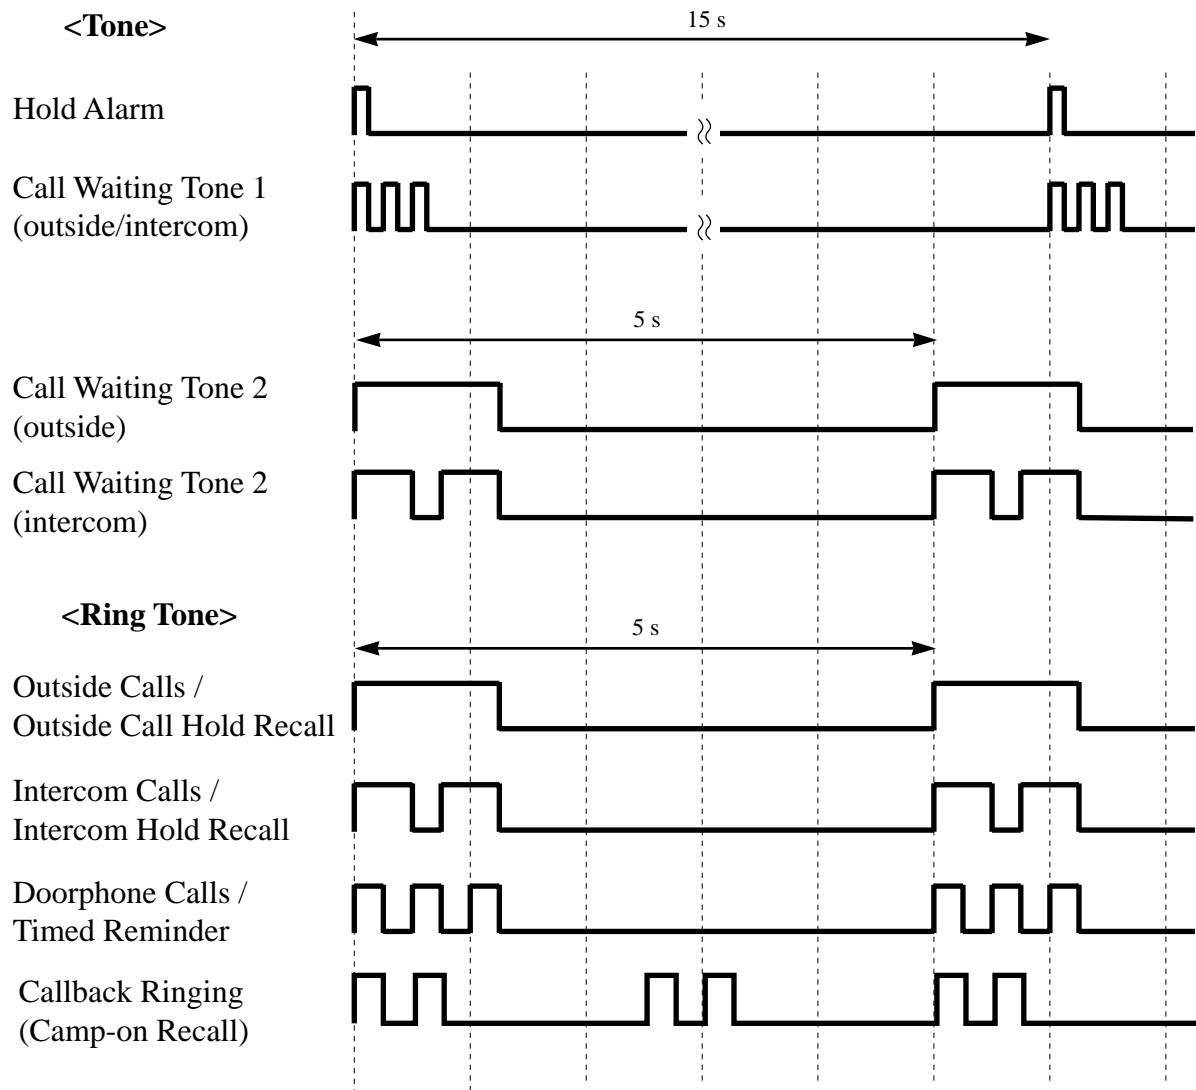 <Tone>
15 s
Hold Alarm
Call Waiting Tone 1
(outside/intercom)
5 s
Call Waiting Tone 2
(outside)
Call Waiting Tone 2
(intercom)
<Ring Tone>
5 s
Outside Calls /
Outside Call Hold Recall
Intercom Calls /
Intercom Hold Recall
Doorphone Calls /
Timed Reminder
Callback Ringing
(Camp-on Recall)